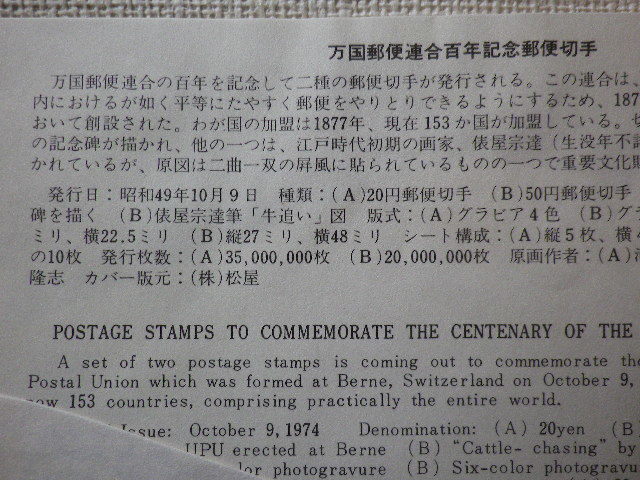 万国郵便連合百年記念郵便切手
万国郵便連合の百年を記念して二種の郵便切手が発行される。この連合は、
内におけるが如く平等にたやすく郵便をやりとりできるようにするため、187
おいて創設された。わが国の加盟は1877年、現在153か国が加盟している。
の記念碑が描かれ、他の一つは、江戸時代初期の画家、俵屋宗達(生没年不詳
かれているが、原図は二曲一双の屏風に貼られているものの一つで重要文化
発行日:昭和49年10月9日 種類:(A)20円郵便切手 (B)50円郵便切手
碑を描く (B)俵屋宗達筆「牛追い」図 版式:(A)グラビア4色 (B)グ
ミリ、横22.5ミリ (B)縦27ミリ、横48ミリ シート構成:(A)縦5枚、横
の10枚 発行枚数:(A)35,000,000枚 (B)20,000,000枚 原画作者:(A)
隆志 カバー版元:(株)松屋
POSTAGE STAMPS TO COMMEMORATE THE CENTENARY OF THE
A set of two postage stamps is coming out to commemorate the
Postal Union which was formed at Berne, Switzerland on October 9,
now 153 countries, comprising practically the entire world.
Issue: October 9, 1974 Denomination: (A) 20yen (B)
UPU erected at Berne (B) "Cattle- chasing" by
lor photogravure (B) Six-color photogravu